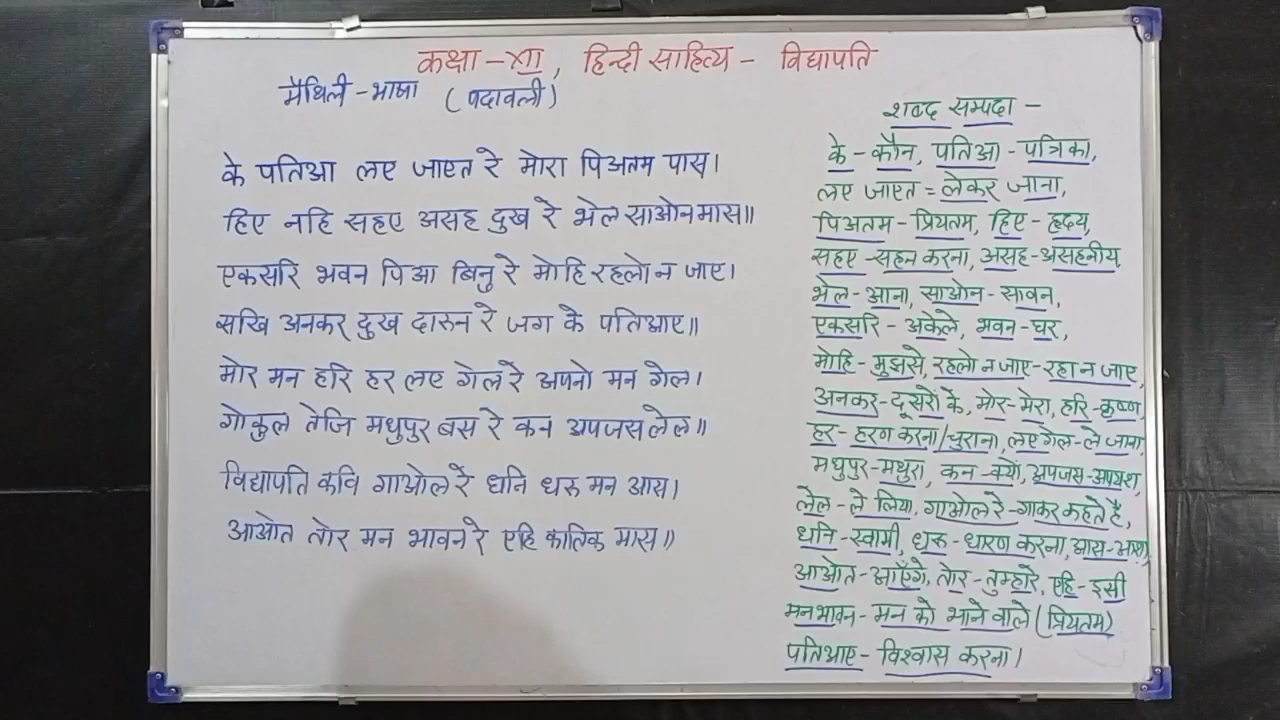 कक्षा - XII, हिन्दी साहित्य - विद्यापति
मैथिली - भाषा (पदावली)
के पतिआ लए जाएत रे मोरा पिअतम पास।
हिए नहि सहए असह दुख रे भेल साओन मास॥
एकसरि भवन पिआ बिनु रे मोहि रहलो न जाए।
सखि अनकर दुख दारुन रे जग के पतिआए॥
मोर मन हरि हर लए गेल रे अपनो मन गेल।
गोकुल तेजि मधुपुर बस रे कन अपजस लेल॥
विद्यापति कवि गाओल रे धनि धरु मन आस।
आओत तोर मन भावन रे एहि कातिक मास॥
शब्द सम्पदा -
के - कौन, पतिआ - पत्रिका,
लए जाएत = लेकर जाना,
पिअतम - प्रियतम, हिए - हृदय,
सहए - सहन करना, असह - असहनीय
भेल - आना, साओन - सावन,
एकसरि - अकेले, भवन - घर,
मोहि - मुझसे, रहलो न जाए - रहा न जाए,
अनकर - दूसरों के, मोर - मेरा, हरि - कृष्ण
हर - हरण करना/चुराना, लए गेल - ले जाना
मधुपुर - मथुरा, कन - क्यों, अपजस - अपयश,
लेल - ले लिया, गाओल रे - गाकर कहते है,
धनि - स्वामी, धरु - धारण करना, आस - आशा,
आओत - आएँगे, तोर - तुम्हारे, एहि - इसी
मनभावन - मन को भाने वाले (प्रियतम)
पतिआए - विश्वास करना।